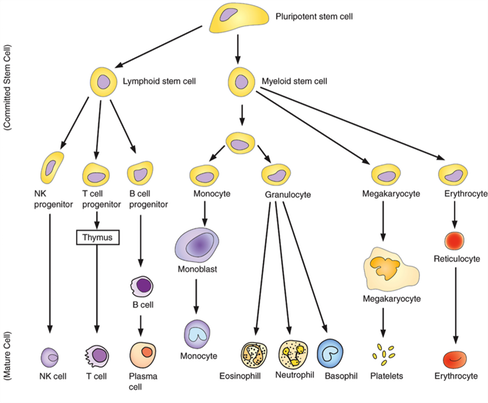 Pluripotent stem cell
(Committed Stem Cell)
Lymphoid stem cell
Myeloid stem cell
NK
progenitor
T cell
progenitor
B cell
progenitor
Monocyte
Granulocyte
Megakaryocyte
Erythrocyte
Thymus
Monoblast
Reticulocyte
B cell
Megakaryocyte
(Mature Cell)
NK cell
T cell
Plasma
cell
Monocyte
Eosinophill
Neutrophil
Basophil
Platelets
Erythrocyte